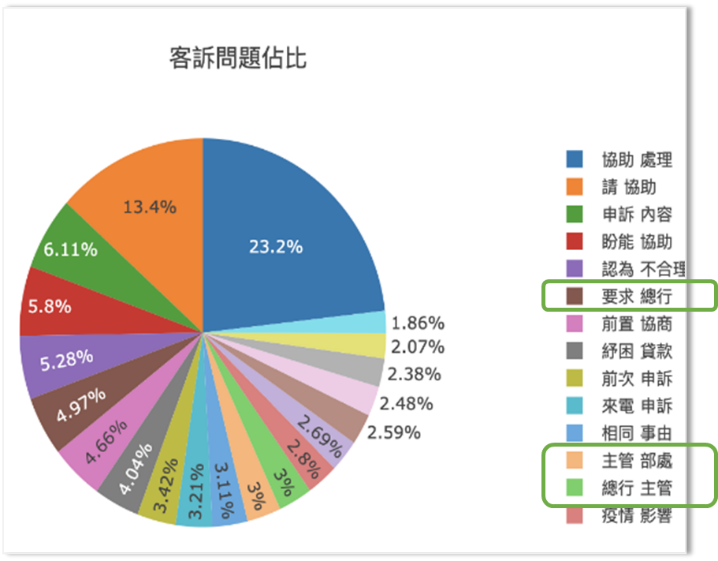 客訴問題佔比
23.2%
13.4%
6.11%
5.8%
5.28%
4.97%
4.66%
4.04%
3.42%
3.21%
3.11%
3%
3%
2.8%
2.69%
2.59%
2.48%
2.38%
2.07%
1.86%
協助 處理
請 協助
申訴 內容
盼能 協助
認為 不合理
要求 總行
前置 協商
紓困 貸款
前次 申訴
來電 申訴
相同 事由
主管 部處
總行 主管
疫情 影響